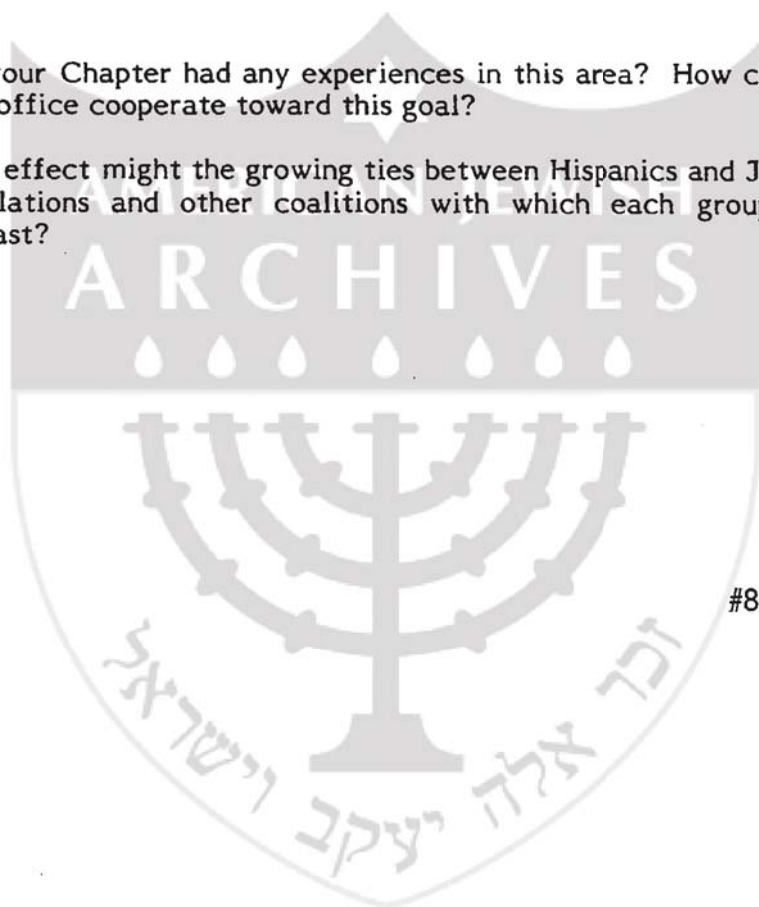 our Chapter had any experiences in this area? How c
office cooperate toward this goal?
effect might the growing ties between Hispanics and J
lations and other coalitions with which each grou
ast?
AMERICAN JEWISH
ARCHIVES
#8
זכר אלה יעקב וישראל